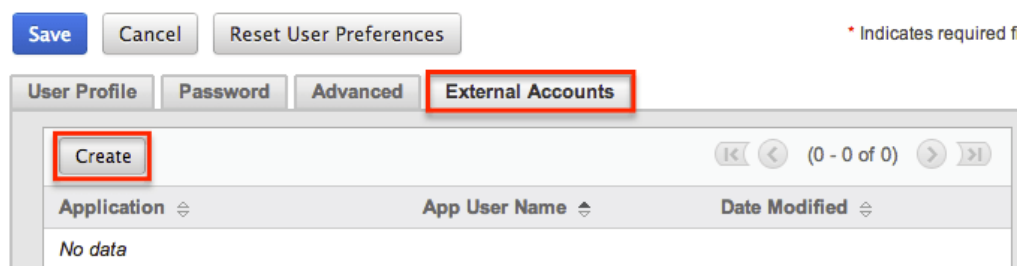 Save Cancel Reset User Preferences * Indicates required
User Profile Password Advanced External Accounts
Create (0 - 0 of 0)
Application App User Name Date Modified
No data